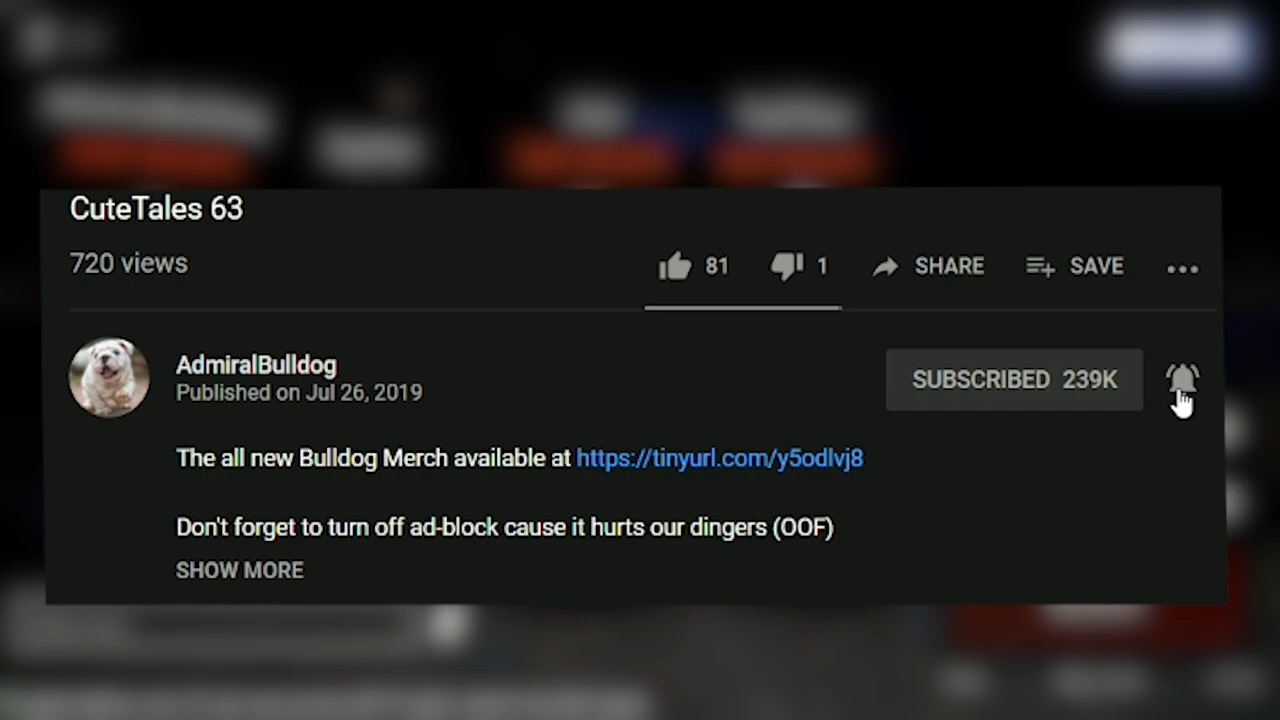 CuteTales 63
720 views
81
1
SHARE
SAVE
AdmiralBulldog
Published on Jul 26, 2019
SUBSCRIBED 239K
The all new Bulldog Merch available at https://tinyurl.com/y5odlvj8
Don't forget to turn off ad-block cause it hurts our dingers (OOF)
SHOW MORE